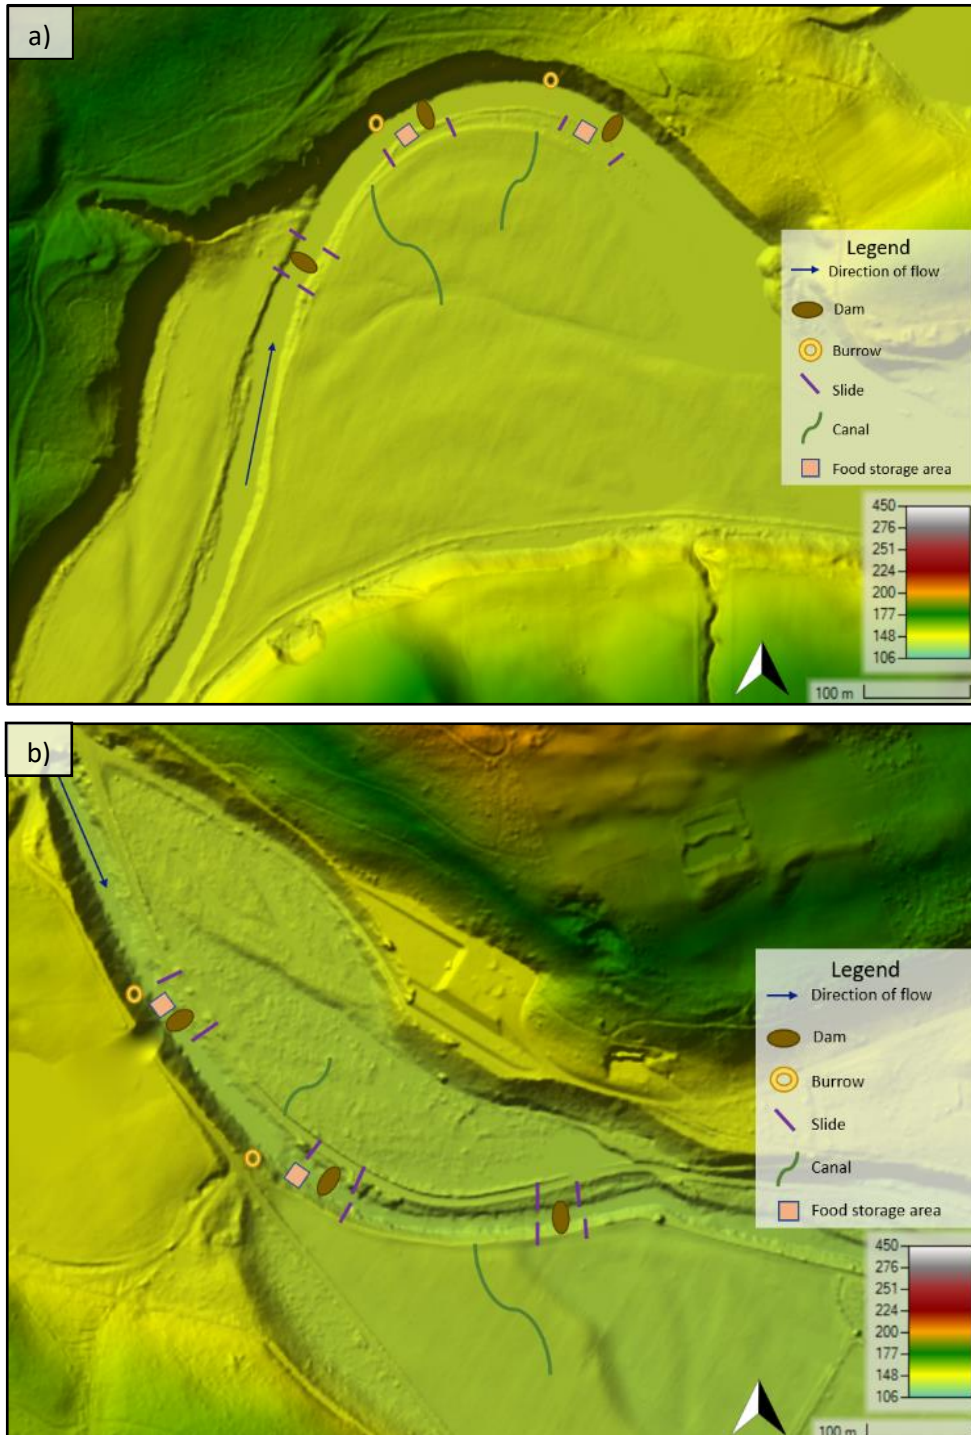 a)
Legend
Direction of flow
Dam
Burrow
Slide
Canal
Food storage area
450
276
251
224
200
177
148
106
100 m
b)
Legend
Direction of flow
Dam
Burrow
Slide
Canal
Food storage area
450
276
251
224
200
177
148
106
100 m